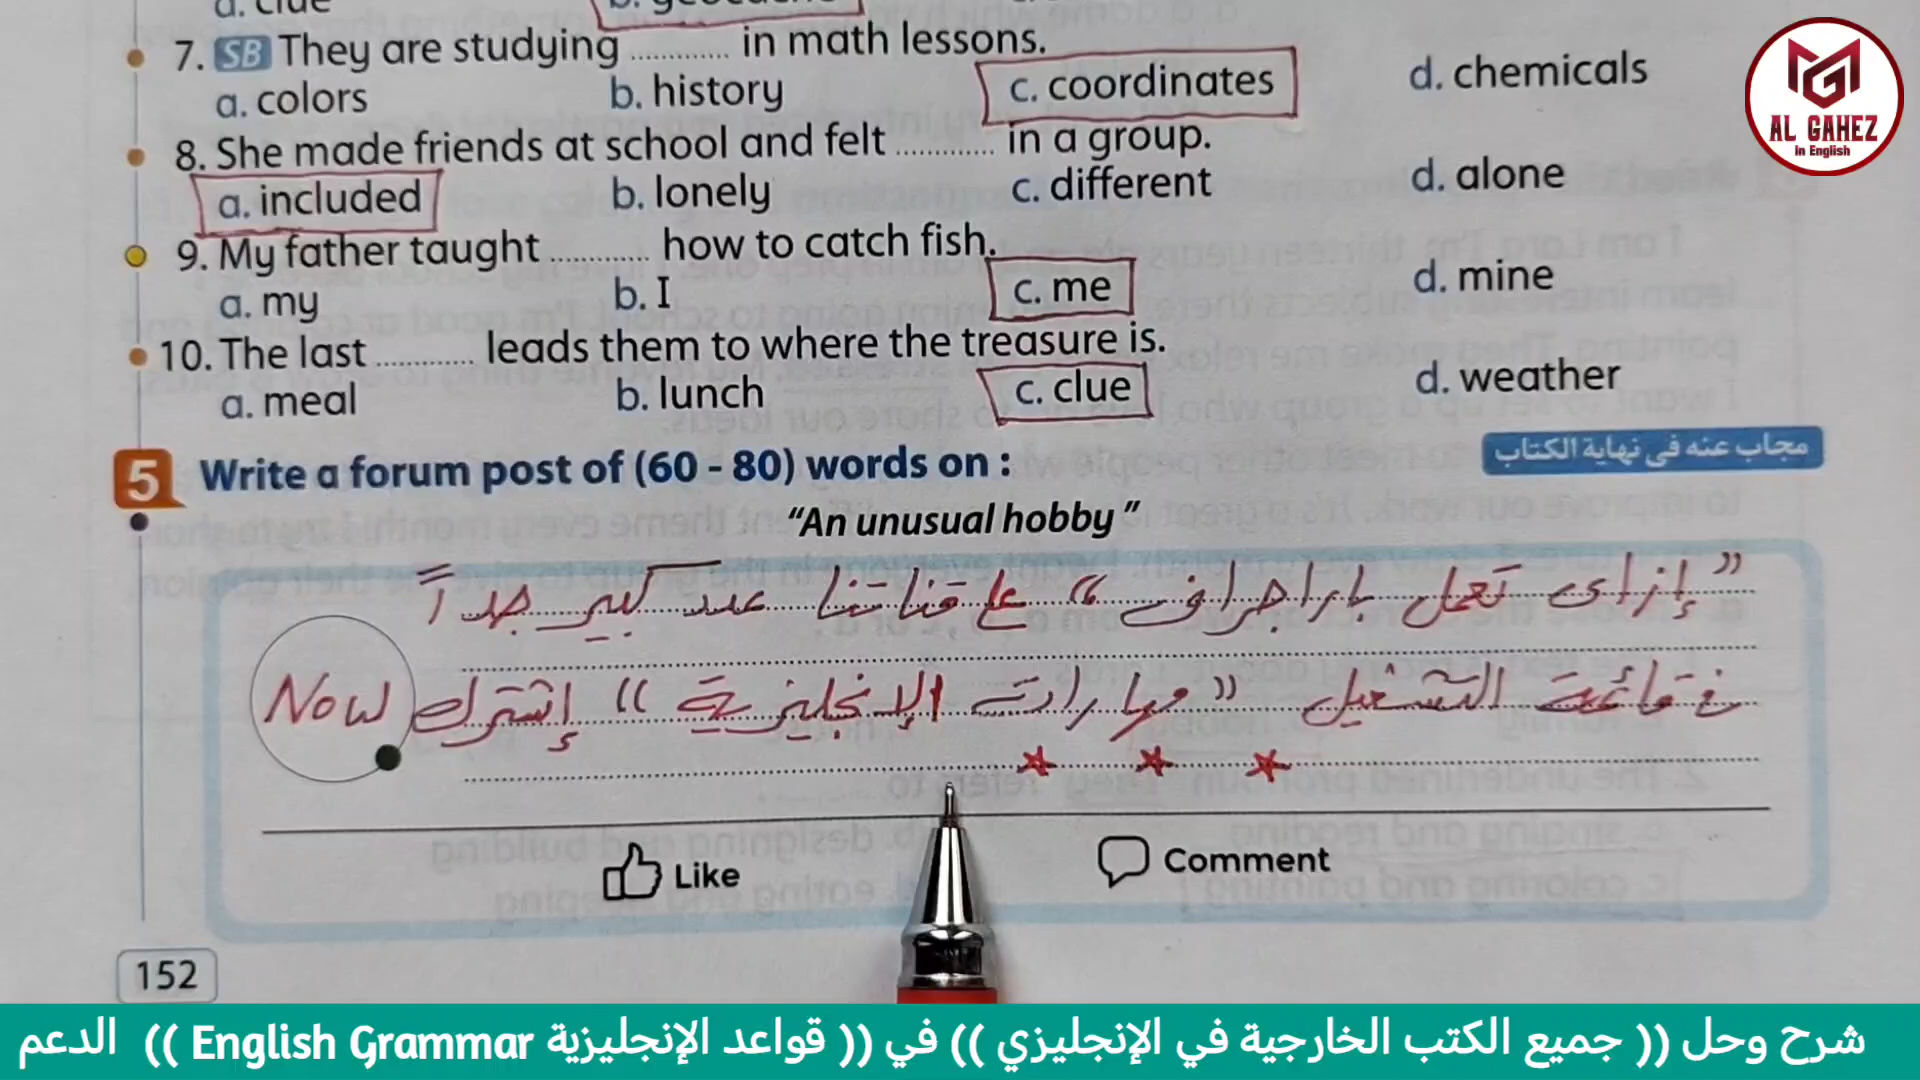 a. clue b. geocache
7. SB They are studying ............ in math lessons.
a. colors b. history c. coordinates d. chemicals
8. She made friends at school and felt ............ in a group.
a. included b. lonely c. different d. alone
9. My father taught ............ how to catch fish.
a. my b. I c. me d. mine
10. The last ............ leads them to where the treasure is.
a. meal b. lunch c. clue d. weather
5 Write a forum post of (60 - 80) words on :
مجاب عنه فى نهاية الكتاب
“An unusual hobby”
"إزاى تعمل باراجراف" على قناتنا عدد كبير جداً
فى قائمة التشغيل "مهارات الإنجليزية" إشترك Now
Like Comment
152
MG
AL GAHEZ
In English
شرح وحل (( جميع الكتب الخارجية في الإنجليزي )) في (( قواعد الإنجليزية English Grammar )) الدعم